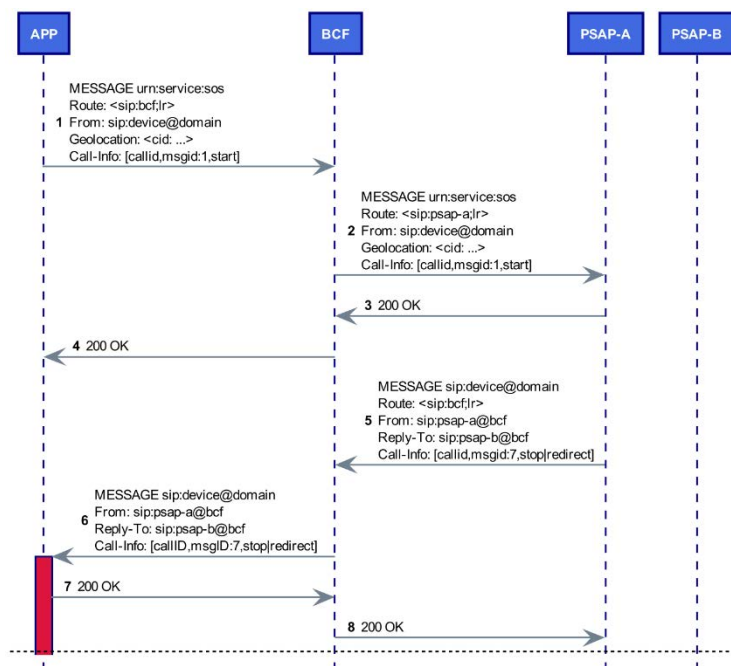 APP BCF PSAP-A PSAP-B
MESSAGE urn:service:sos
Route: <sip:bcf;lr>
1 From: sip:device@domain
Geolocation: <cid: ...>
Call-Info: [callid,msgid:1,start]
MESSAGE urn:service:sos
Route: <sip:psap-a;lr>
2 From: sip:device@domain
Geolocation: <cid: ...>
Call-Info: [callid,msgid:1,start]
3 200 OK
4 200 OK
MESSAGE sip:device@domain
Route: <sip:bcf;lr>
5 From: sip:psap-a@bcf
Reply-To: sip:psap-b@bcf
Call-Info: [callid,msgid:7,stop|redirect]
MESSAGE sip:device@domain
From: sip:psap-a@bcf
6 Reply-To: sip:psap-b@bcf
Call-Info: [callID,msgID:7,stop|redirect]
7 200 OK
8 200 OK